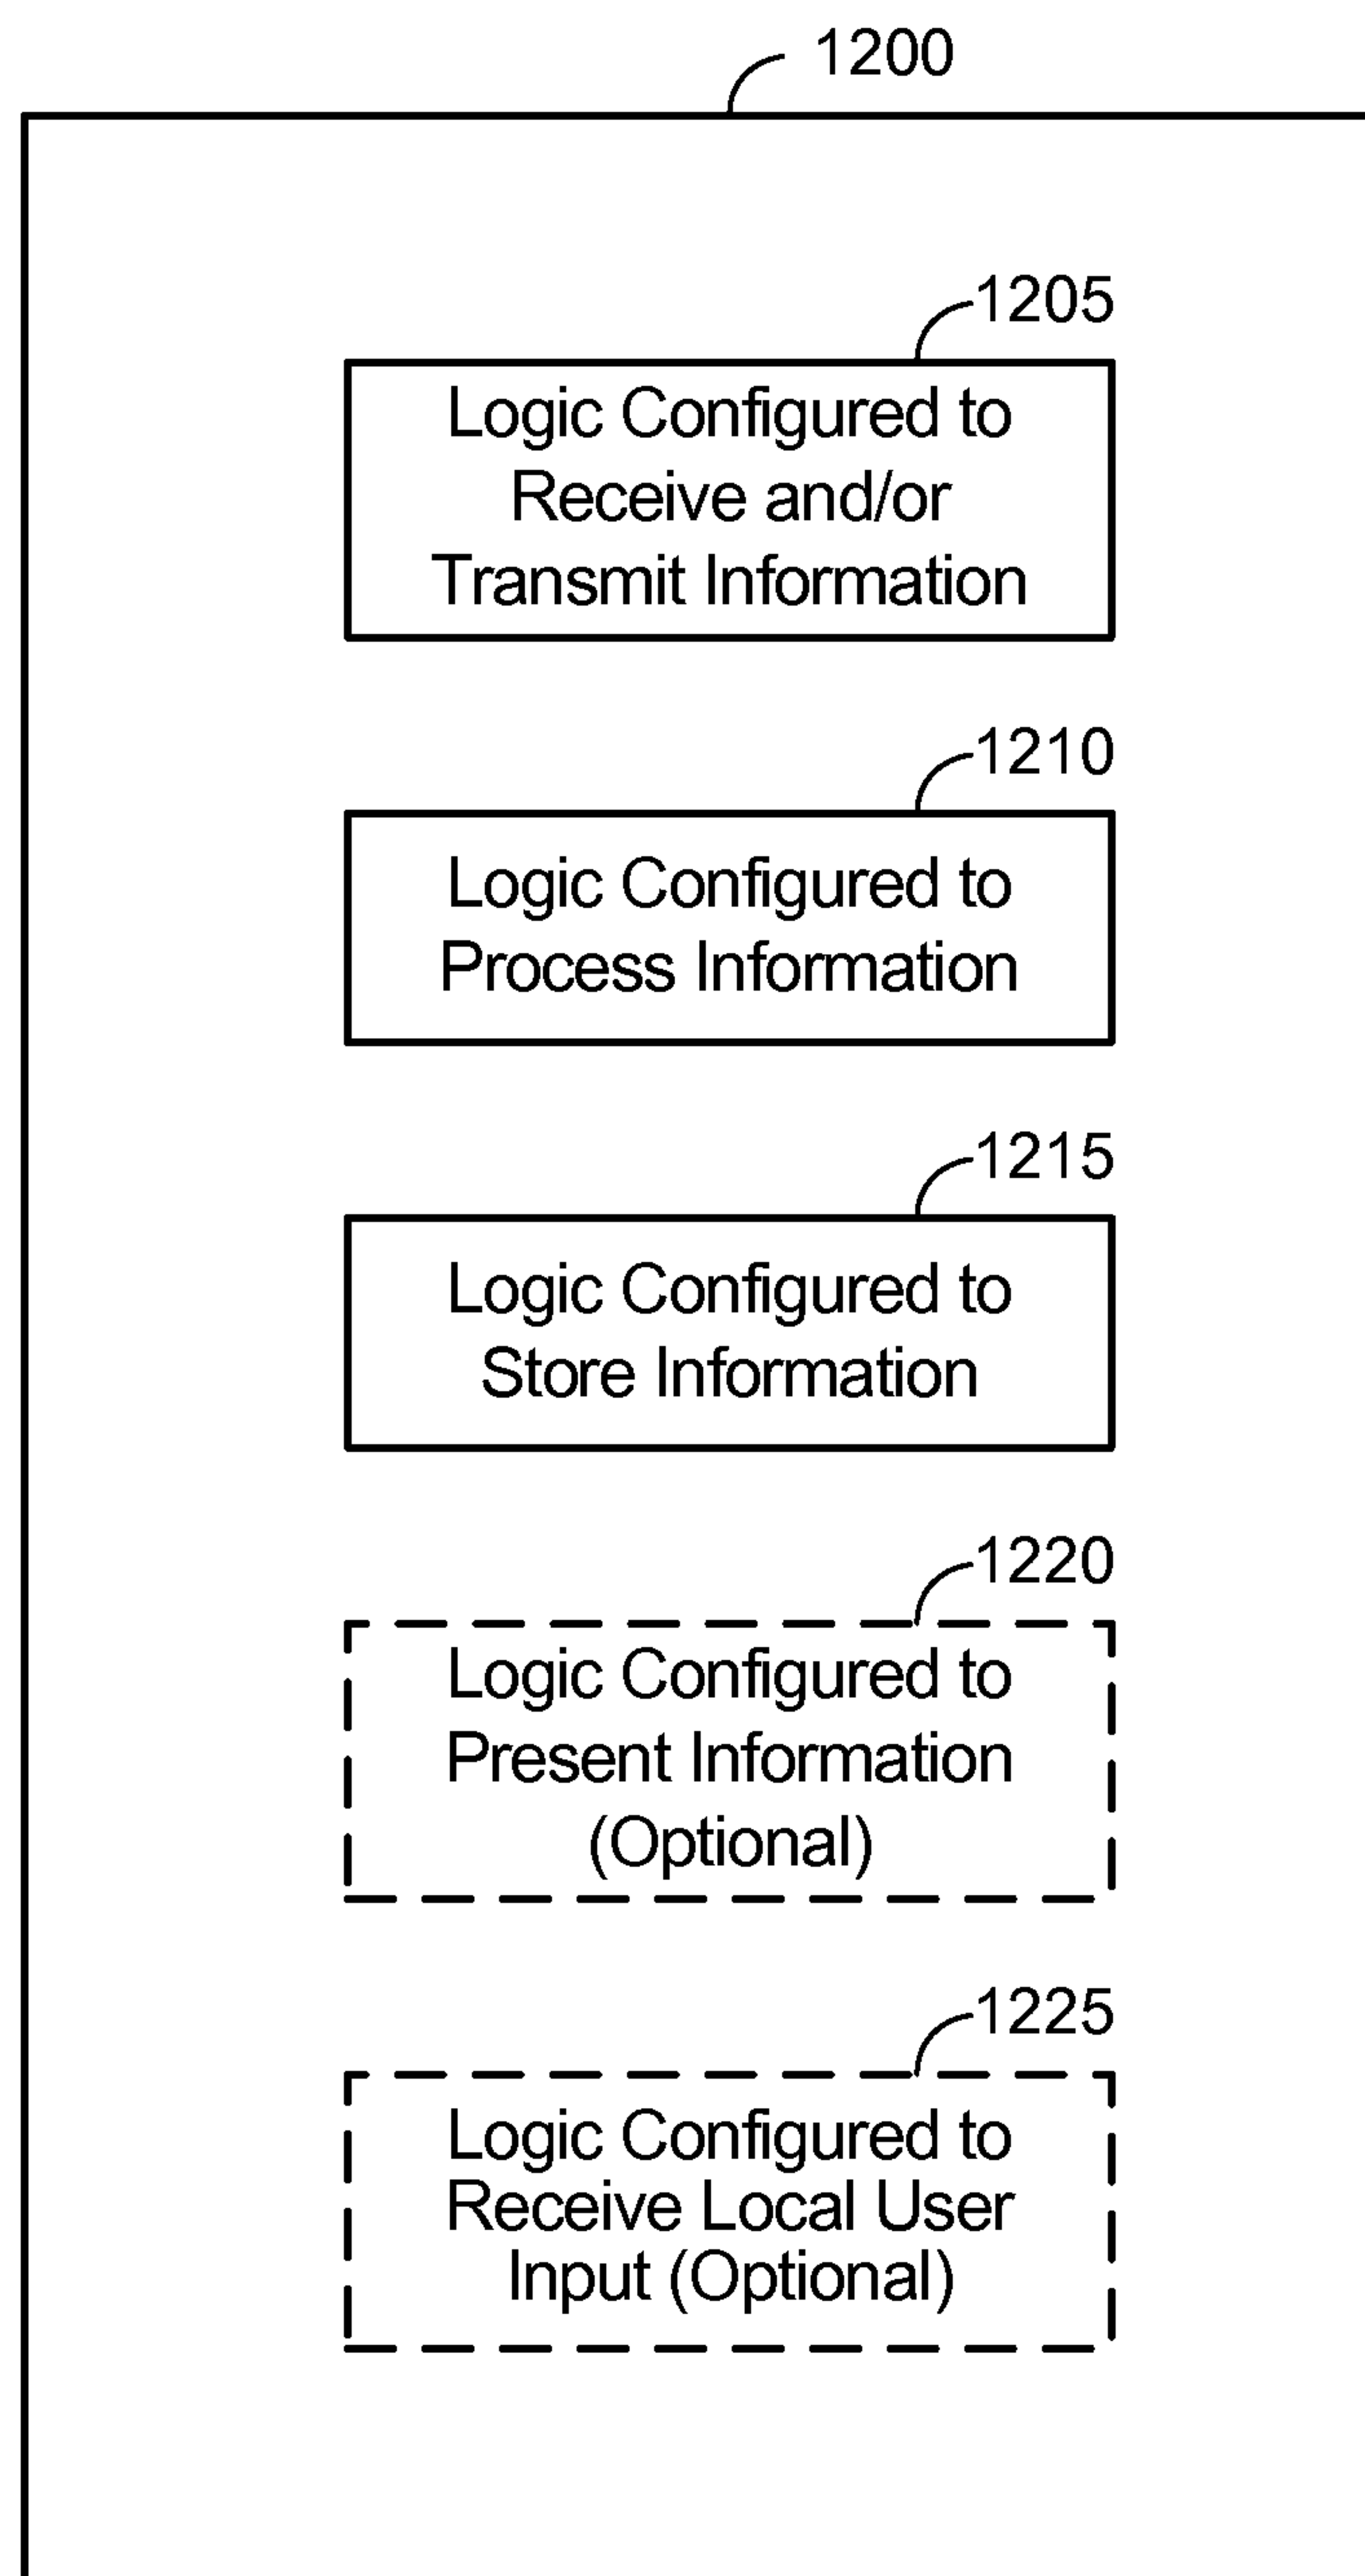 1200
1205
Logic Configured to
Receive and/or
Transmit Information
1210
Logic Configured to
Process Information
1215
Logic Configured to
Store Information
1220
Logic Configured to
Present Information
(Optional)
1225
Logic Configured to
Receive Local User
Input (Optional)